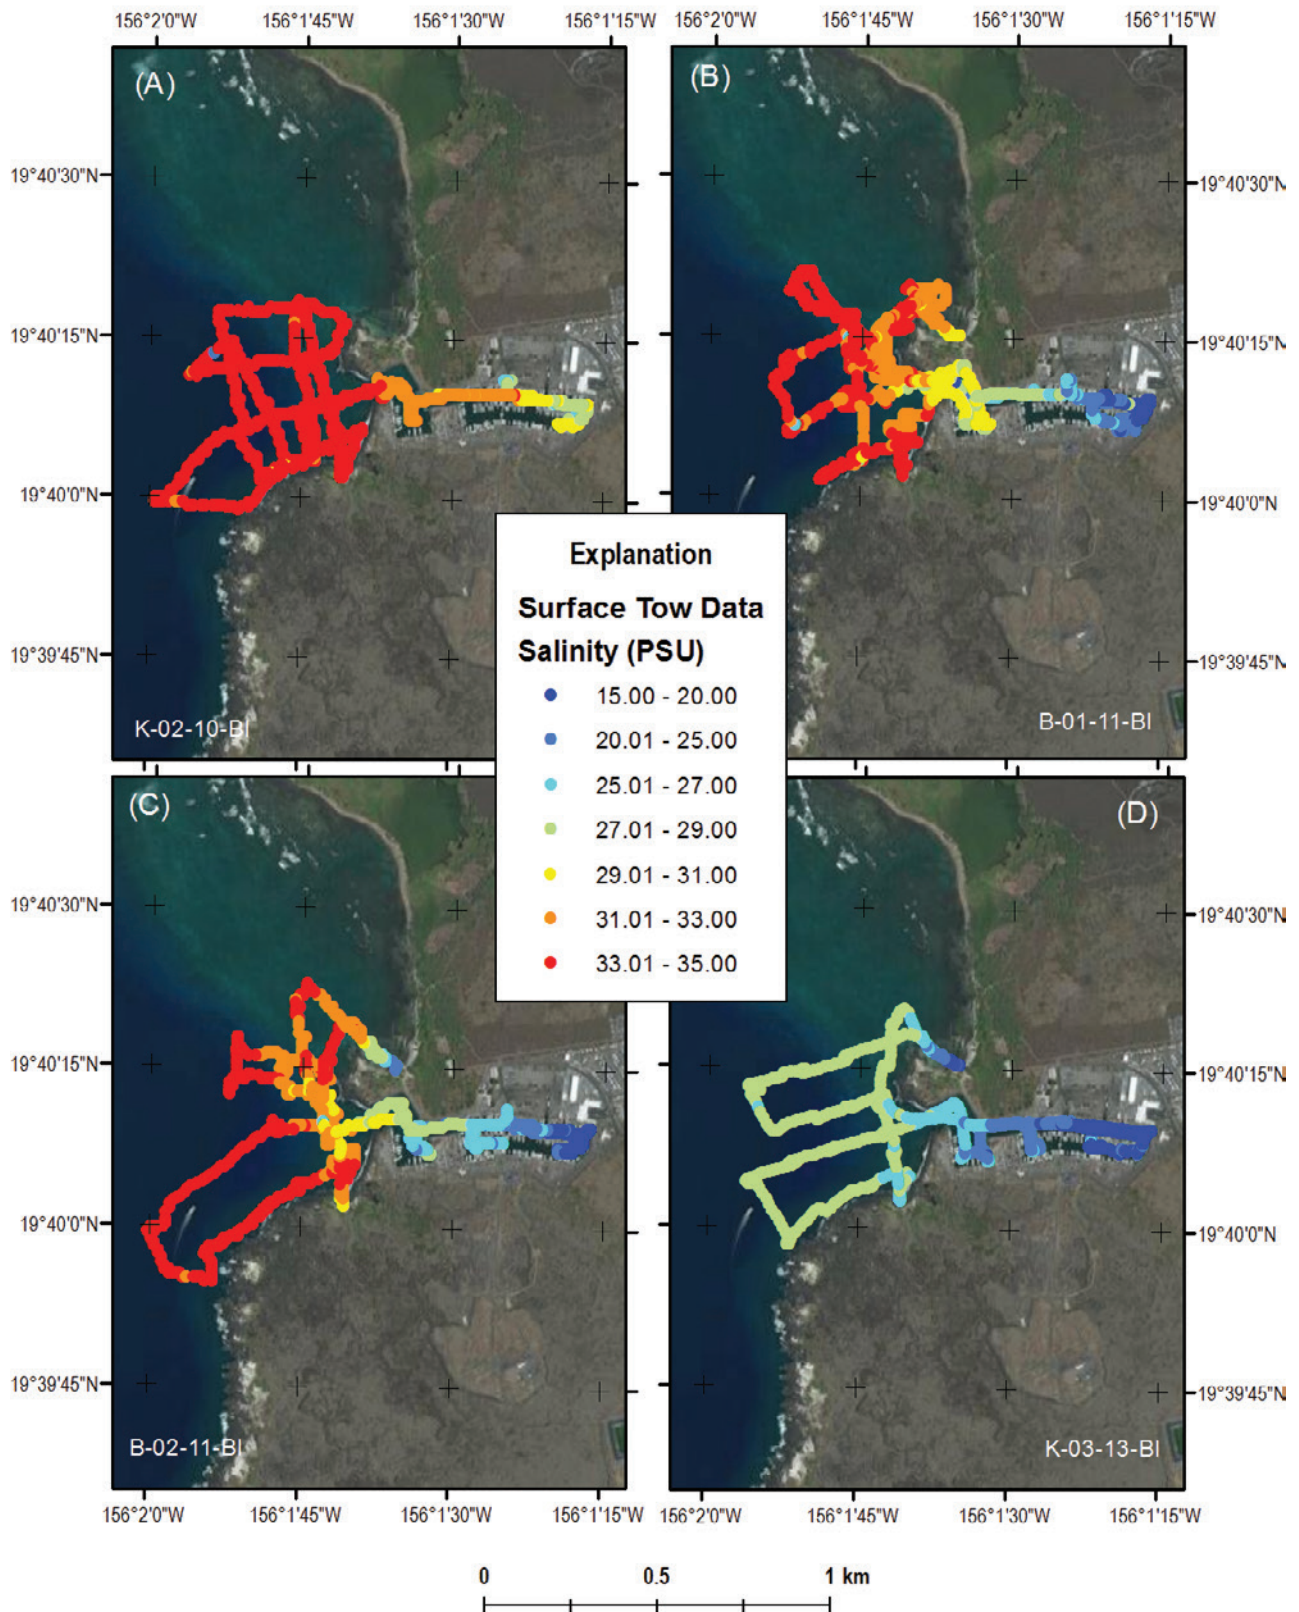 156°2'0"W 156°1'45"W 156°1'30"W 156°1'15"W 156°2'0"W 156°1'45"W 156°1'30"W 156°1'15"W
(A)
(B)
19°40'30"N
19°40'30"N
19°40'15"N
19°40'15"N
19°40'0"N
19°40'0"N
19°39'45"N
19°39'45"N
K-02-10-BI
B-01-11-BI
Explanation
Surface Tow Data
Salinity (PSU)
15.00 - 20.00
20.01 - 25.00
25.01 - 27.00
27.01 - 29.00
29.01 - 31.00
31.01 - 33.00
33.01 - 35.00
(C)
(D)
19°40'30"N
19°40'30"N
19°40'15"N
19°40'15"N
19°40'0"N
19°40'0"N
19°39'45"N
19°39'45"N
B-02-11-BI
K-03-13-BI
156°2'0"W 156°1'45"W 156°1'30"W 156°1'15"W 156°2'0"W 156°1'45"W 156°1'30"W 156°1'15"W
0 0.5 1 km